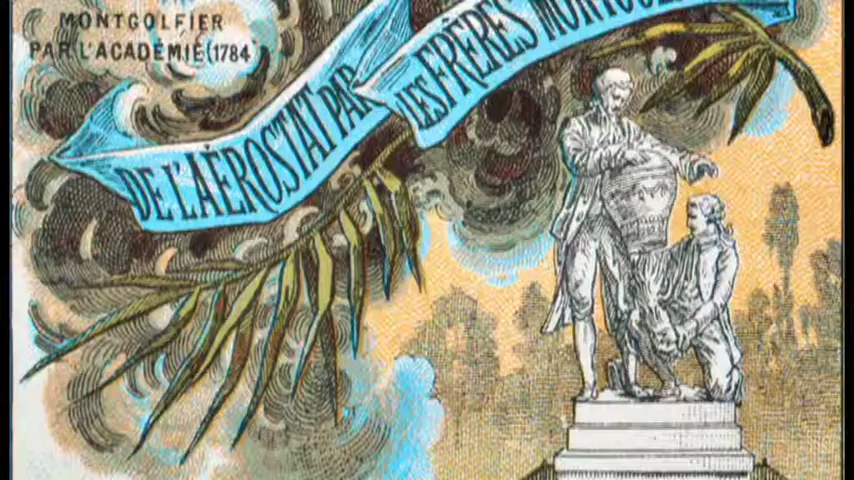 MONTGOLFIER
PAR L'ACADÉMIE (1784
DE L'AÉROSTAT PAR
LES FRÈRES